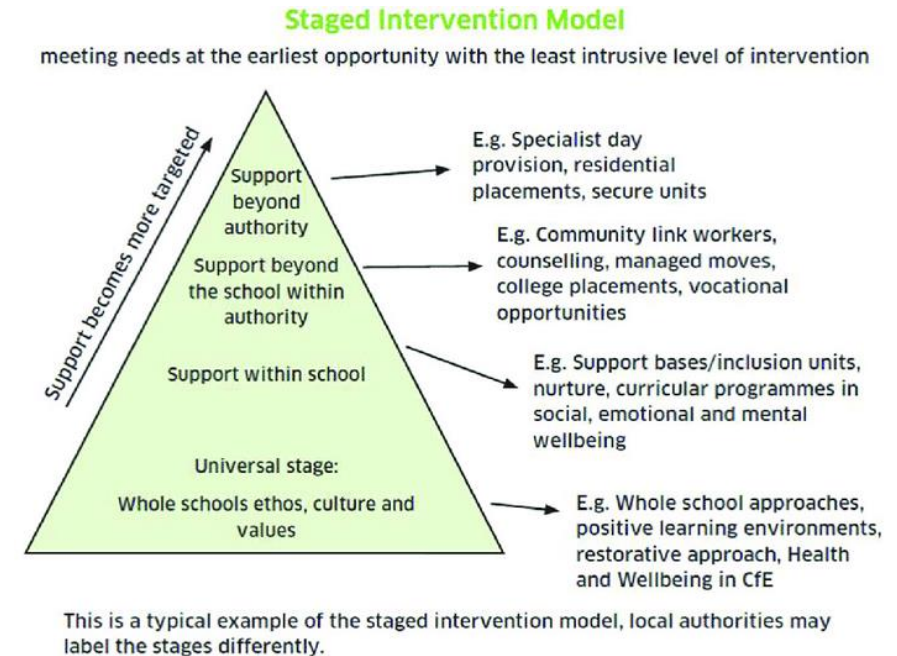 Staged Intervention Model
meeting needs at the earliest opportunity with the least intrusive level of intervention
Support becomes more targeted
Support
beyond
authority
E.g. Specialist day
provision, residential
placements, secure units
Support beyond
the school within
authority
E.g. Community link workers,
counselling, managed moves,
college placements, vocational
opportunities
Support within school
E.g. Support bases/inclusion units,
nurture, curricular programmes in
social, emotional and mental
wellbeing
Universal stage:
Whole schools ethos, culture and
values
E.g. Whole school approaches,
positive learning environments,
restorative approach, Health
and Wellbeing in CfE
This is a typical example of the staged intervention model, local authorities may
label the stages differently.